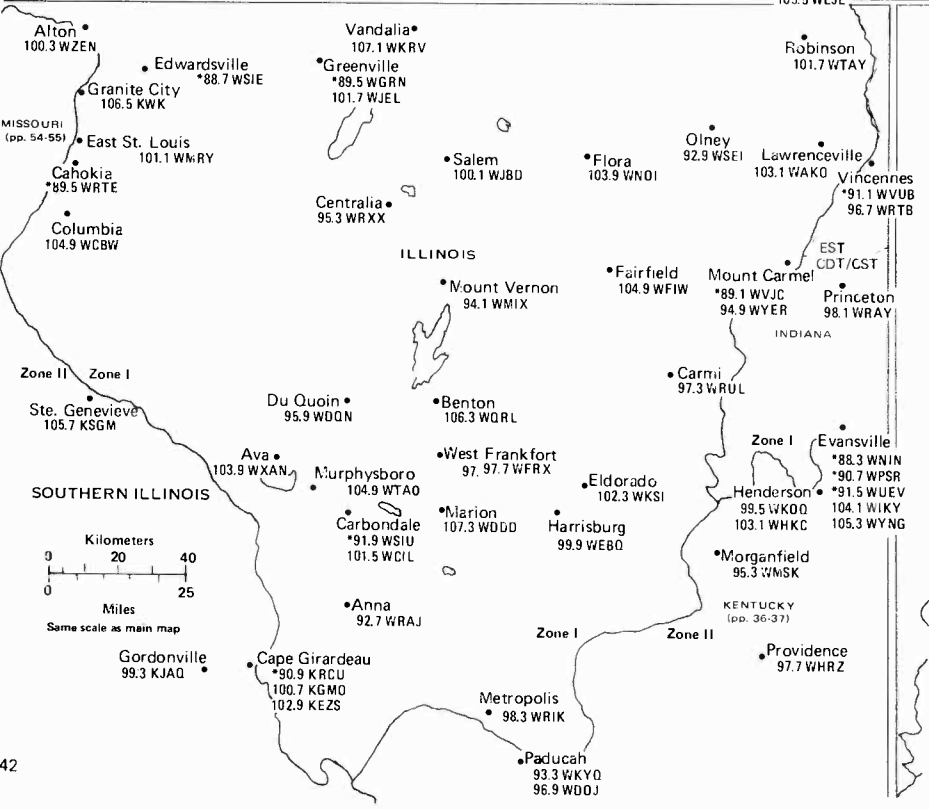 Alton
100.3 WZEN
Vandalia
107.1 WKRV
Robinson
101.7 WTAY
Edwardsville
*88.7 WSIE
Greenville
*89.5 WGRN
101.7 WJEL
Granite City
106.5 KWK
MISSOURI
(pp. 54-55)
East St. Louis
101.1 WMRY
Cahokia
*89.5 WRTE
Columbia
104.9 WCBW
Salem
100.1 WJBD
Flora
103.9 WNOI
Olney
92.9 WSEI
Lawrenceville
103.1 WAKO
Vincennes
*91.1 WVUB
96.7 WRTB
Centralia
95.3 WRXX
ILLINOIS
EST
CDT/CST
Mount Vernon
94.1 WMIX
Fairfield
104.9 WFIW
Mount Carmel
*89.1 WVJC
94.9 WYER
Princeton
98.1 WRAY
INDIANA
Zone II Zone I
Ste. Genevieve
105.7 KSGM
Du Quoin
95.9 WDQN
Benton
106.3 WQRL
Carmi
97.3 WRUL
Ava
103.9 WXAN
Murphysboro
104.9 WTAO
West Frankfort
97. 97.7 WFRX
Eldorado
102.3 WKSI
Zone I
Evansville
*88.3 WNIN
*90.7 WPSR
*91.5 WUEV
104.1 WIKY
105.3 WYNG
Henderson
99.5 WKDQ
103.1 WHKC
SOUTHERN ILLINOIS
Carbondale
*91.9 WSIU
101.5 WCIL
Marion
107.3 WDDD
Harrisburg
99.9 WEBQ
Kilometers
0 20 40
0 25
Miles
Same scale as main map
Morganfield
95.3 WMSK
Anna
92.7 WRAJ
KENTUCKY
(pp. 36-37)
Zone I Zone II
Providence
97.7 WHRZ
Gordonville
99.3 KJAQ
Cape Girardeau
*90.9 KRCU
100.7 KGMO
102.9 KEZS
Metropolis
98.3 WRIK
Paducah
93.3 WKYQ
96.9 WDOJ
42